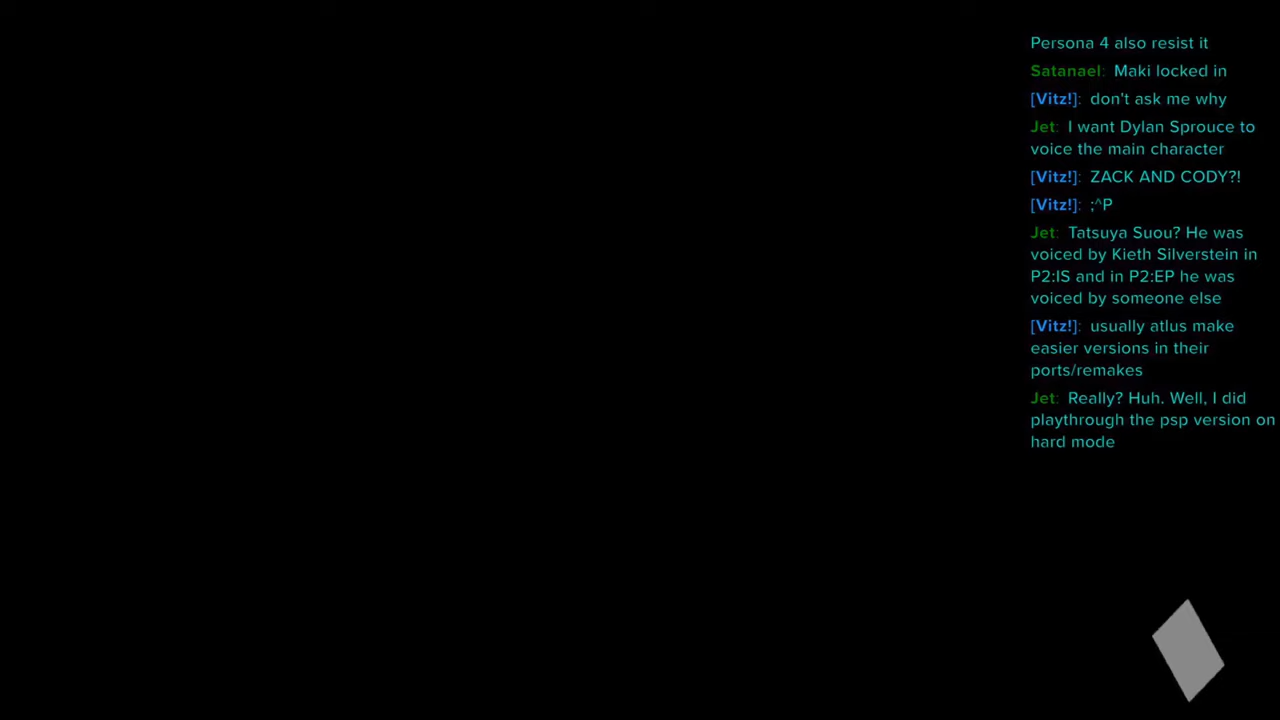 Persona 4 also resist it
Satanael: Maki locked in
[Vitz!]: don't ask me why
Jet: I want Dylan Sprouce to
voice the main character
[Vitz!]: ZACK AND CODY?!
[Vitz!]: ;^P
Jet: Tatsuya Suou? He was
voiced by Kieth Silverstein in
P2:IS and in P2:EP he was
voiced by someone else
[Vitz!]: usually atlus make
easier versions in their
ports/remakes
Jet: Really? Huh. Well, I did
playthrough the psp version on
hard mode